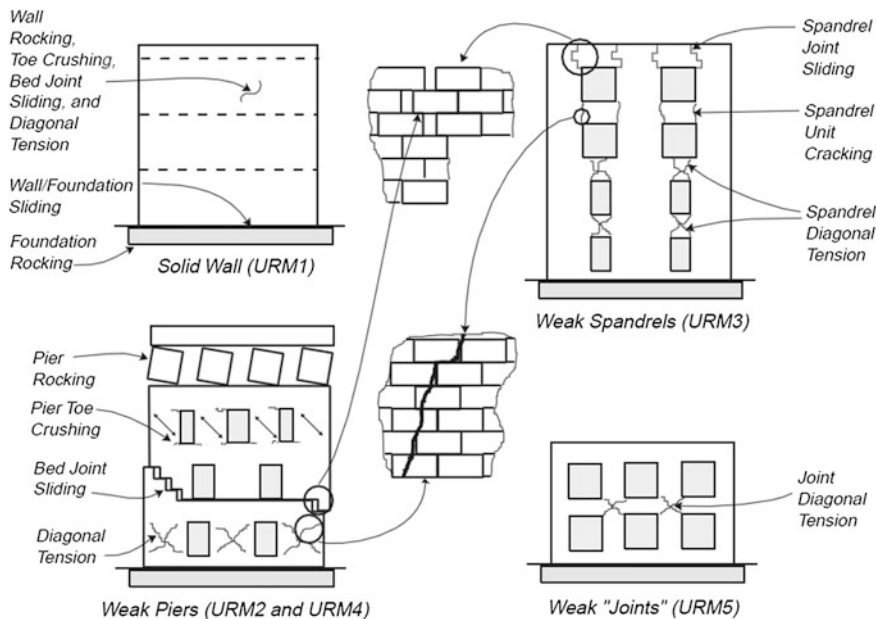 Wall
Rocking,
Toe Crushing,
Bed Joint
Sliding, and
Diagonal
Tension
Wall/Foundation
Sliding
Foundation
Rocking
Solid Wall (URM1)
Spandrel
Joint
Sliding
Spandrel
Unit
Cracking
Spandrel
Diagonal
Tension
Weak Spandrels (URM3)
Pier
Rocking
Pier Toe
Crushing
Bed Joint
Sliding
Diagonal
Tension
Weak Piers (URM2 and URM4)
Joint
Diagonal
Tension
Weak "Joints" (URM5)